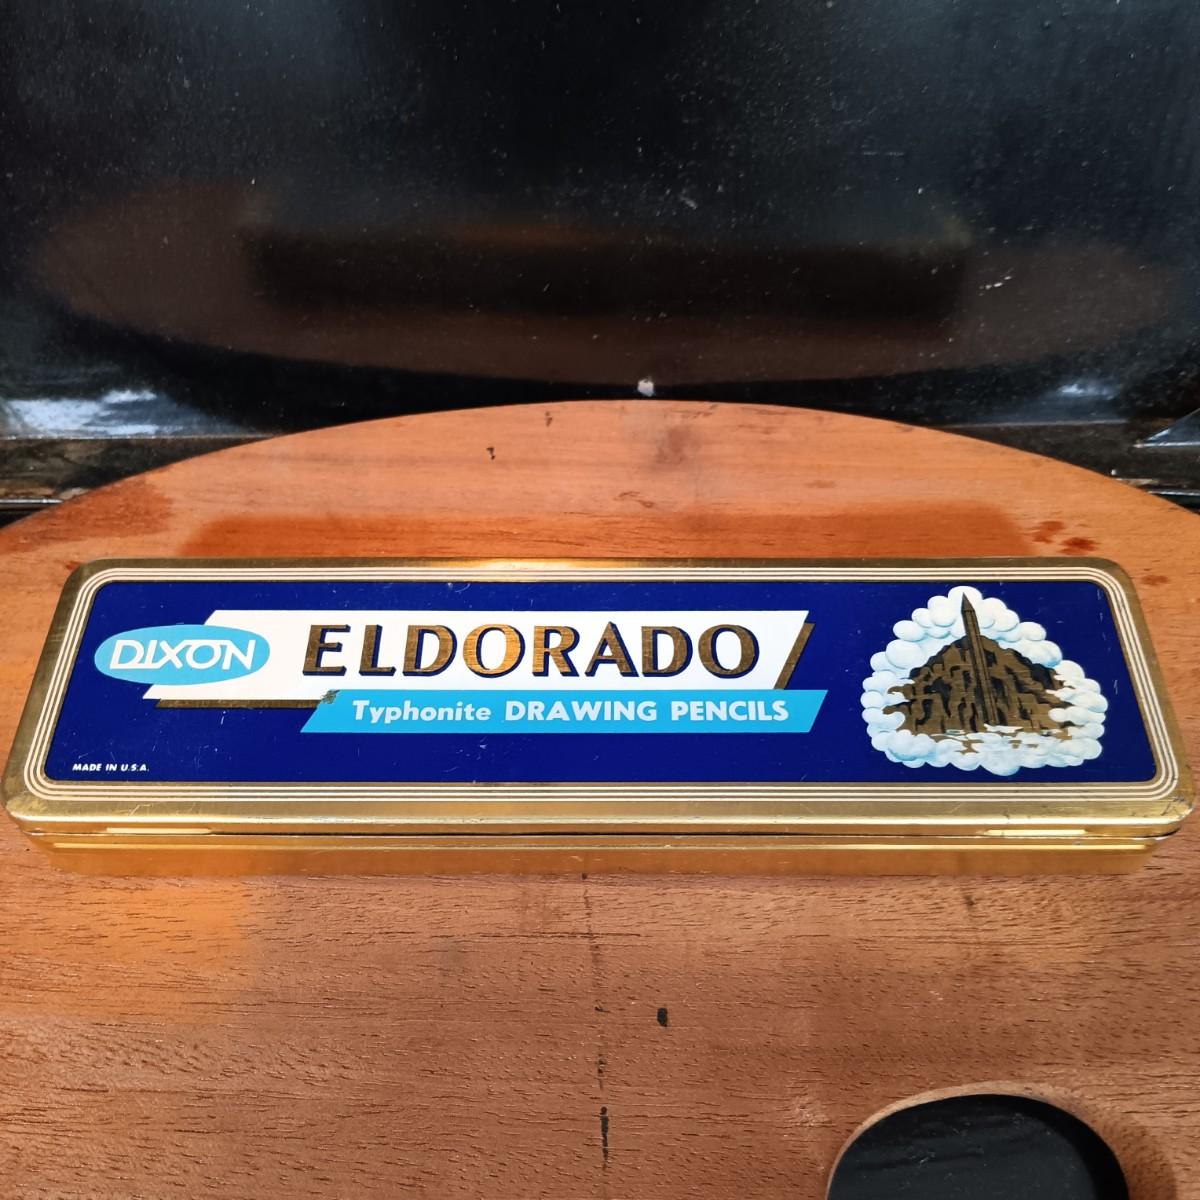 DIXON
ELDORADO
Typhonite DRAWING PENCILS
MADE IN U.S.A.